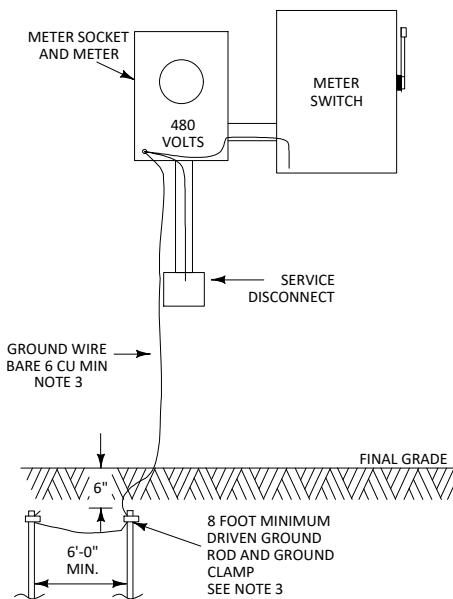 METER SOCKET
AND METER
480
VOLTS
METER
SWITCH
SERVICE
DISCONNECT
GROUND WIRE
BARE 6 CU MIN
NOTE 3
FINAL GRADE
6"
8 FOOT MINIMUM
DRIVEN GROUND
ROD AND GROUND
CLAMP
SEE NOTE 3
6'-0"
MIN.